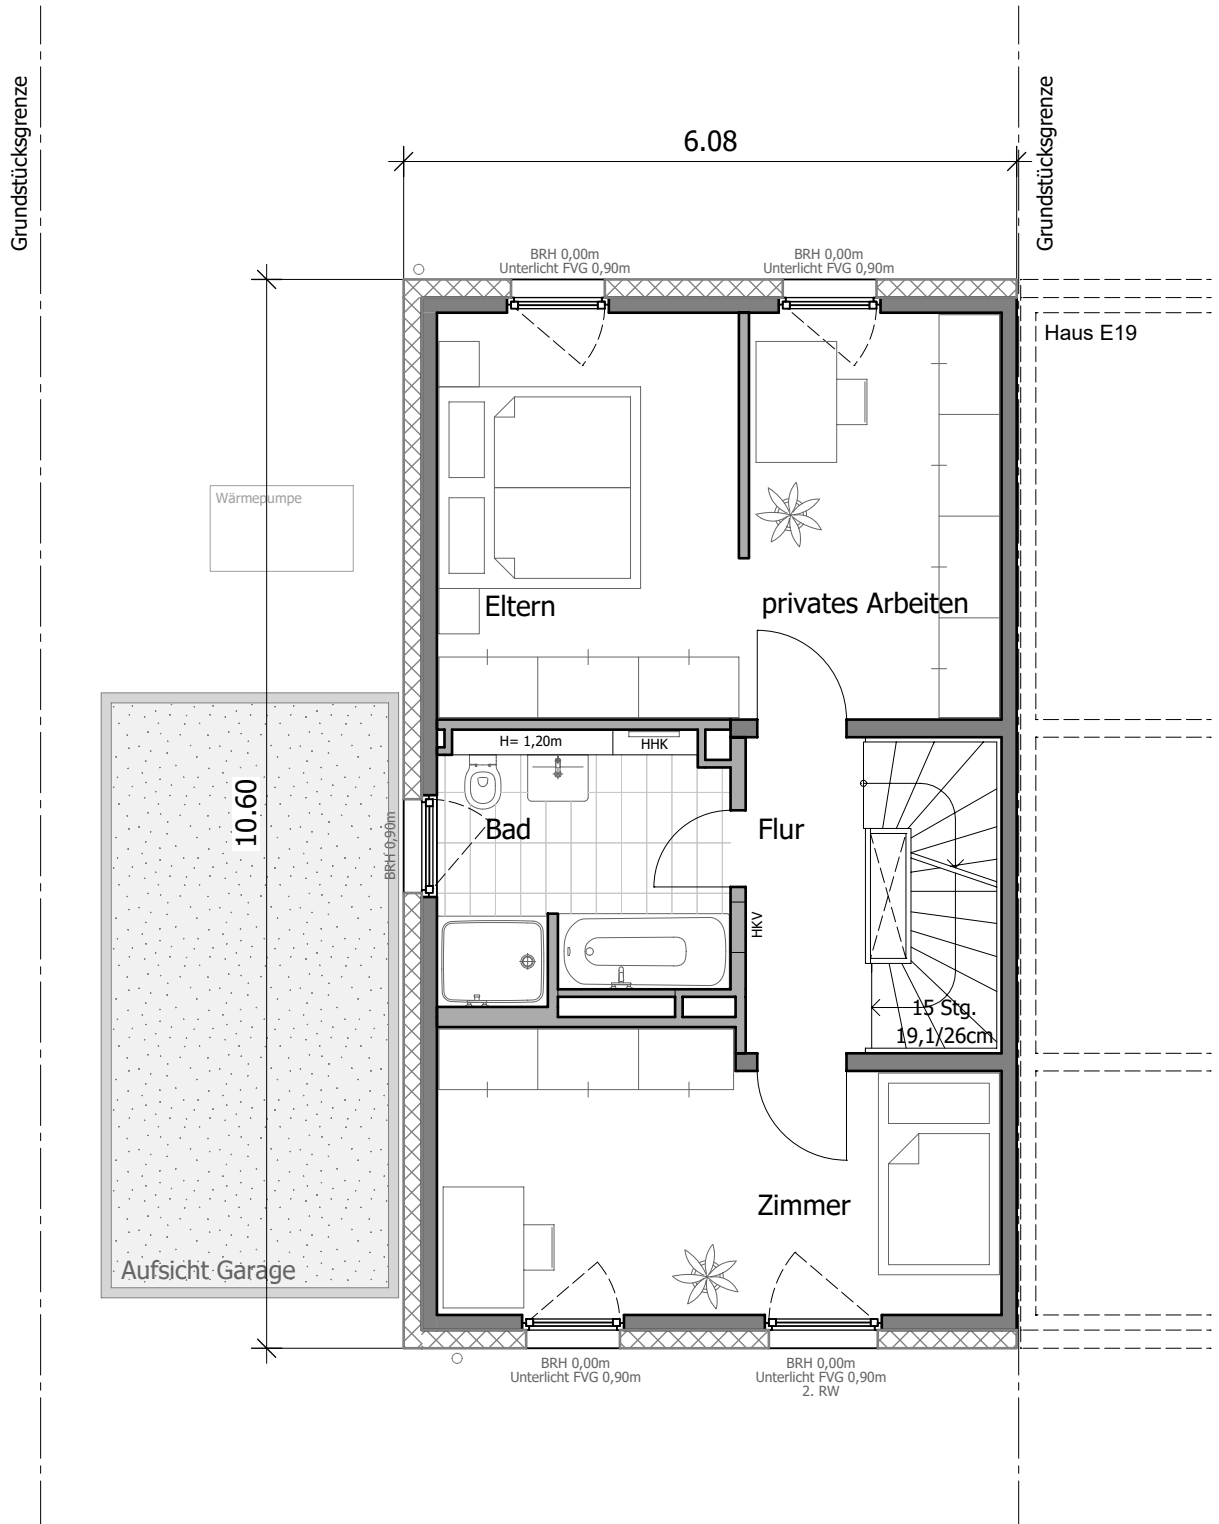 Grundstücksgrenze
Grundstücksgrenze
6.08
BRH 0,00m
Unterlicht FVG 0,90m
BRH 0,00m
Unterlicht FVG 0,90m
Haus E19
Wärmepumpe
Eltern
privates Arbeiten
H= 1,20m
HHK
10.60
BRH 0,90m
Bad
Flur
HKV
15 Stg.
19,1/26cm
Zimmer
Aufsicht Garage
BRH 0,00m
Unterlicht FVG 0,90m
BRH 0,00m
Unterlicht FVG 0,90m
2. RW